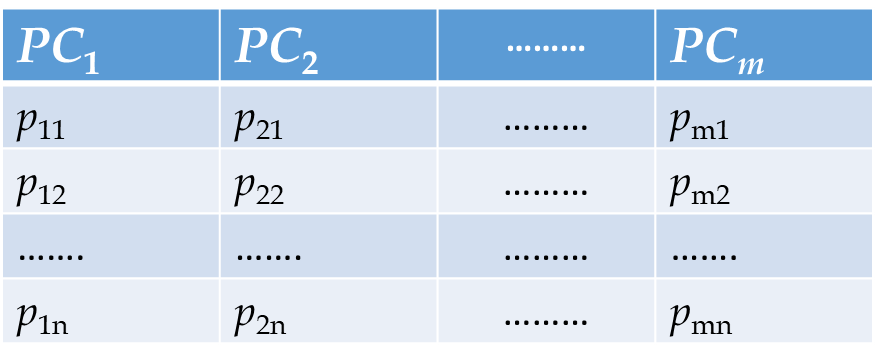 PC₁ PC₂ ……… PCₘ
p₁₁ p₂₁ ……… pₘ₁
p₁₂ p₂₂ ……… pₘ₂
……. ……. ……… …….
p₁ₙ p₂ₙ ……… pₘₙ